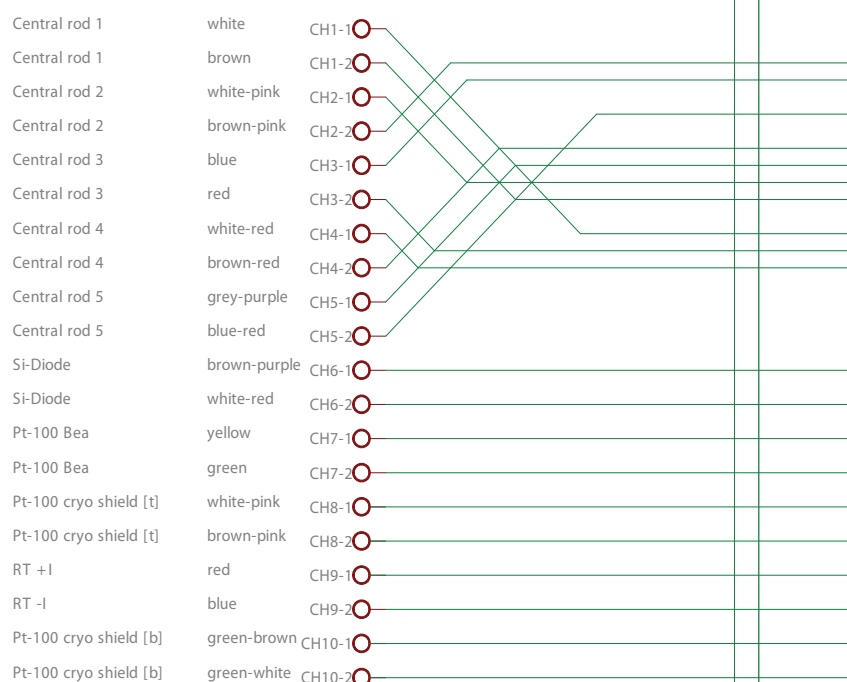 Central rod 1 white CH1-1
Central rod 1 brown CH1-2
Central rod 2 white-pink CH2-1
Central rod 2 brown-pink CH2-2
Central rod 3 blue CH3-1
Central rod 3 red CH3-2
Central rod 4 white-red CH4-1
Central rod 4 brown-red CH4-2
Central rod 5 grey-purple CH5-1
Central rod 5 blue-red CH5-2
Si-Diode brown-purple CH6-1
Si-Diode white-red CH6-2
Pt-100 Bea yellow CH7-1
Pt-100 Bea green CH7-2
Pt-100 cryo shield [t] white-pink CH8-1
Pt-100 cryo shield [t] brown-pink CH8-2
RT +I red CH9-1
RT -I blue CH9-2
Pt-100 cryo shield [b] green-brown CH10-1
Pt-100 cryo shield [b] green-white CH10-2